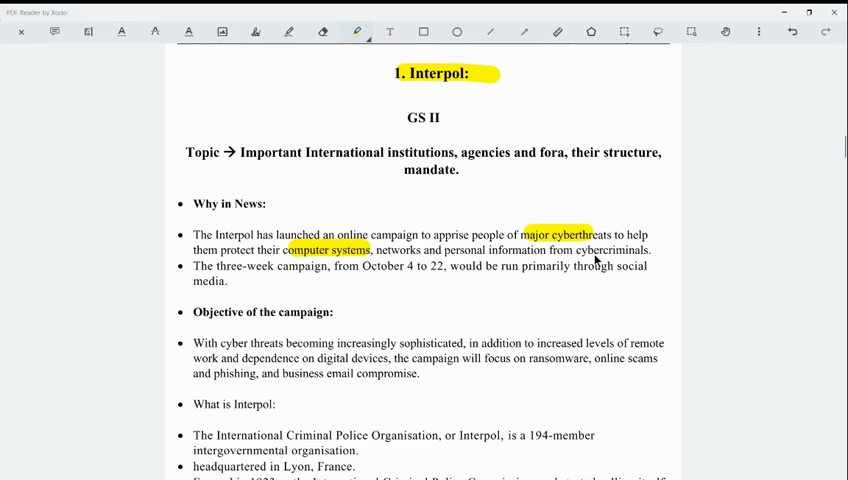 PDF Reader by Xodo
1. Interpol:
GS II
Topic → Important International institutions, agencies and fora, their structure,
mandate.
• Why in News:
• The Interpol has launched an online campaign to apprise people of major cyberthreats to help
them protect their computer systems, networks and personal information from cybercriminals.
• The three-week campaign, from October 4 to 22, would be run primarily through social
media.
• Objective of the campaign:
• With cyber threats becoming increasingly sophisticated, in addition to increased levels of remote
work and dependence on digital devices, the campaign will focus on ransomware, online scams
and phishing, and business email compromise.
• What is Interpol:
• The International Criminal Police Organisation, or Interpol, is a 194-member
intergovernmental organisation.
• headquartered in Lyon, France.